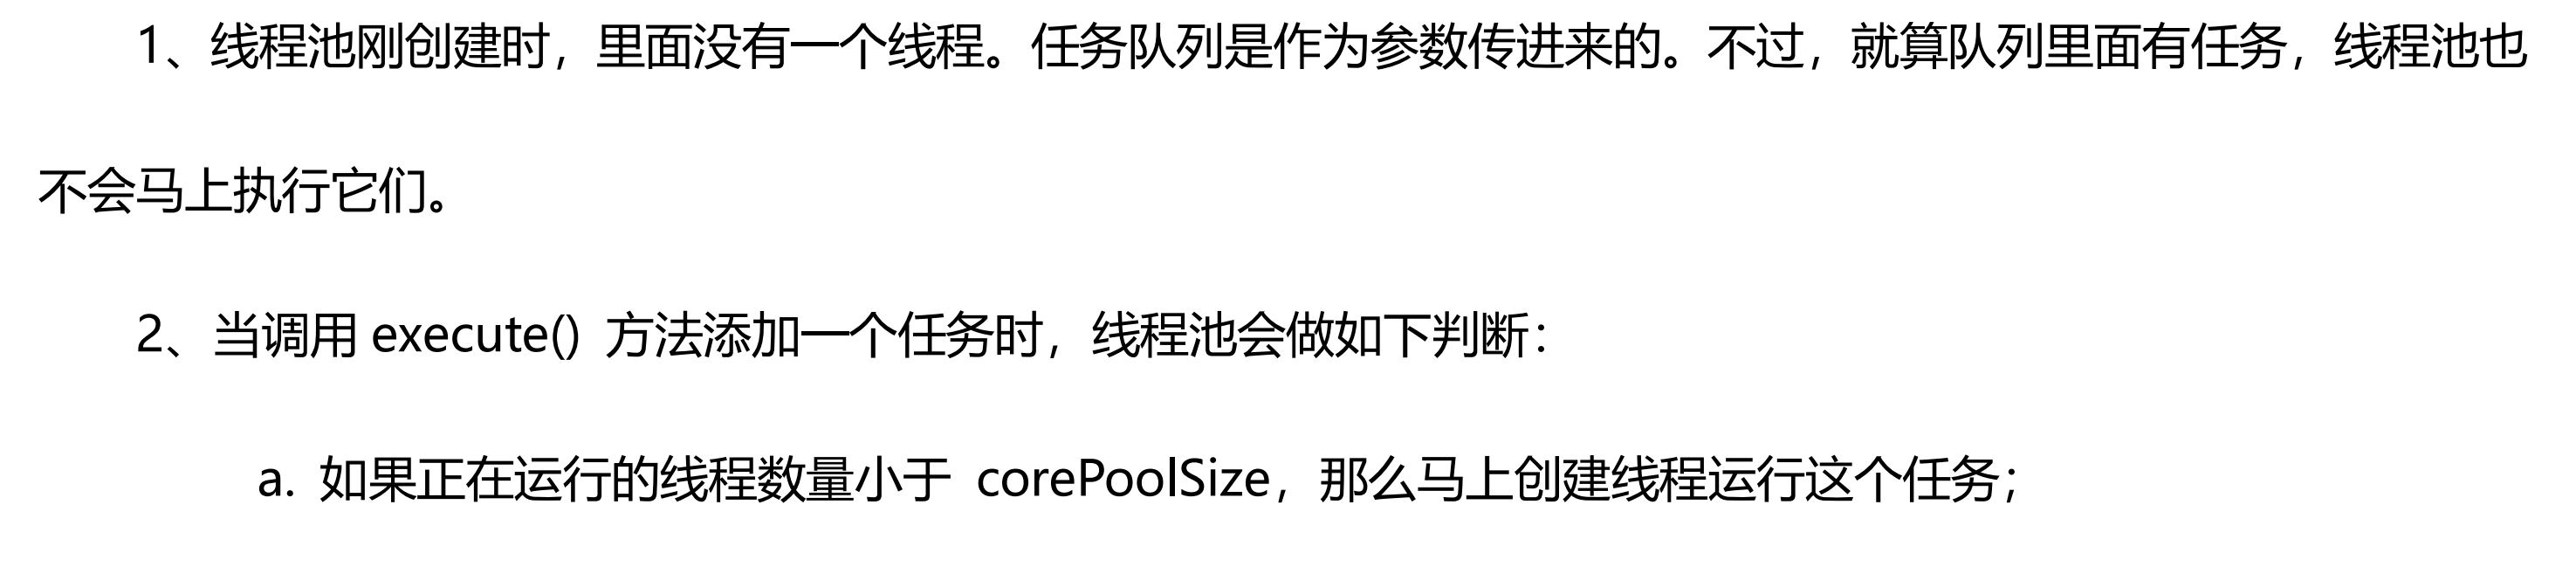 1、线程池刚创建时，里面没有一个线程。任务队列是作为参数传进来的。不过，就算队列里面有任务，线程池也
不会马上执行它们。
2、当调用 execute() 方法添加一个任务时，线程池会做如下判断：
a. 如果正在运行的线程数量小于 corePoolSize，那么马上创建线程运行这个任务；